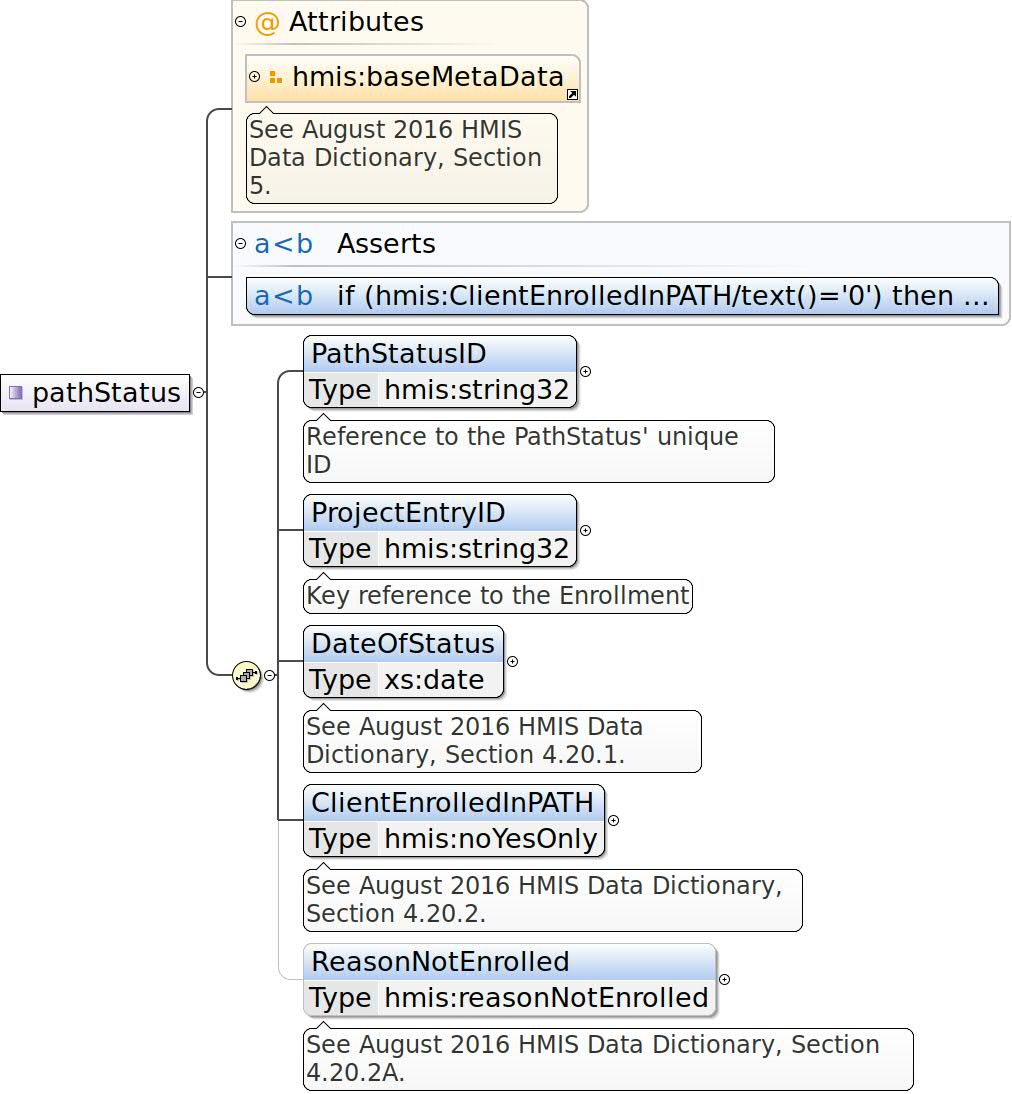 @ Attributes
hmis:baseMetaData
See August 2016 HMIS
Data Dictionary, Section
5.
a<b Asserts
a<b if (hmis:ClientEnrolledInPATH/text()='0') then ...
pathStatus
PathStatusID
Type hmis:string32
Reference to the PathStatus' unique
ID
ProjectEntryID
Type hmis:string32
Key reference to the Enrollment
DateOfStatus
Type xs:date
See August 2016 HMIS Data
Dictionary, Section 4.20.1.
ClientEnrolledInPATH
Type hmis:noYesOnly
See August 2016 HMIS Data Dictionary,
Section 4.20.2.
ReasonNotEnrolled
Type hmis:reasonNotEnrolled
See August 2016 HMIS Data Dictionary, Section
4.20.2A.